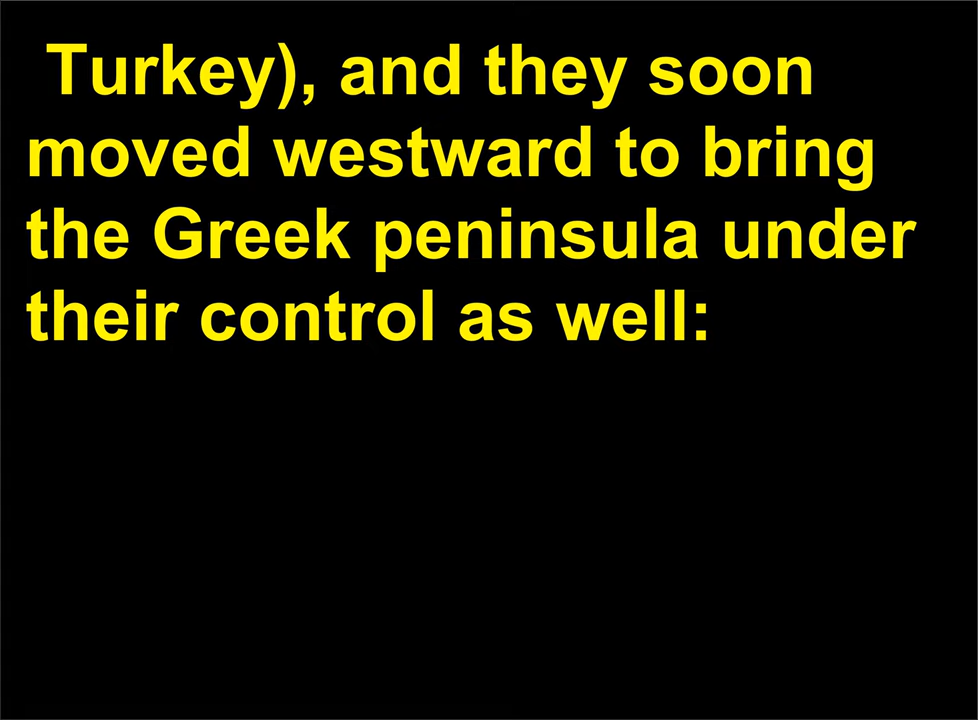 Turkey), and they soon
moved westward to bring
the Greek peninsula under
their control as well: